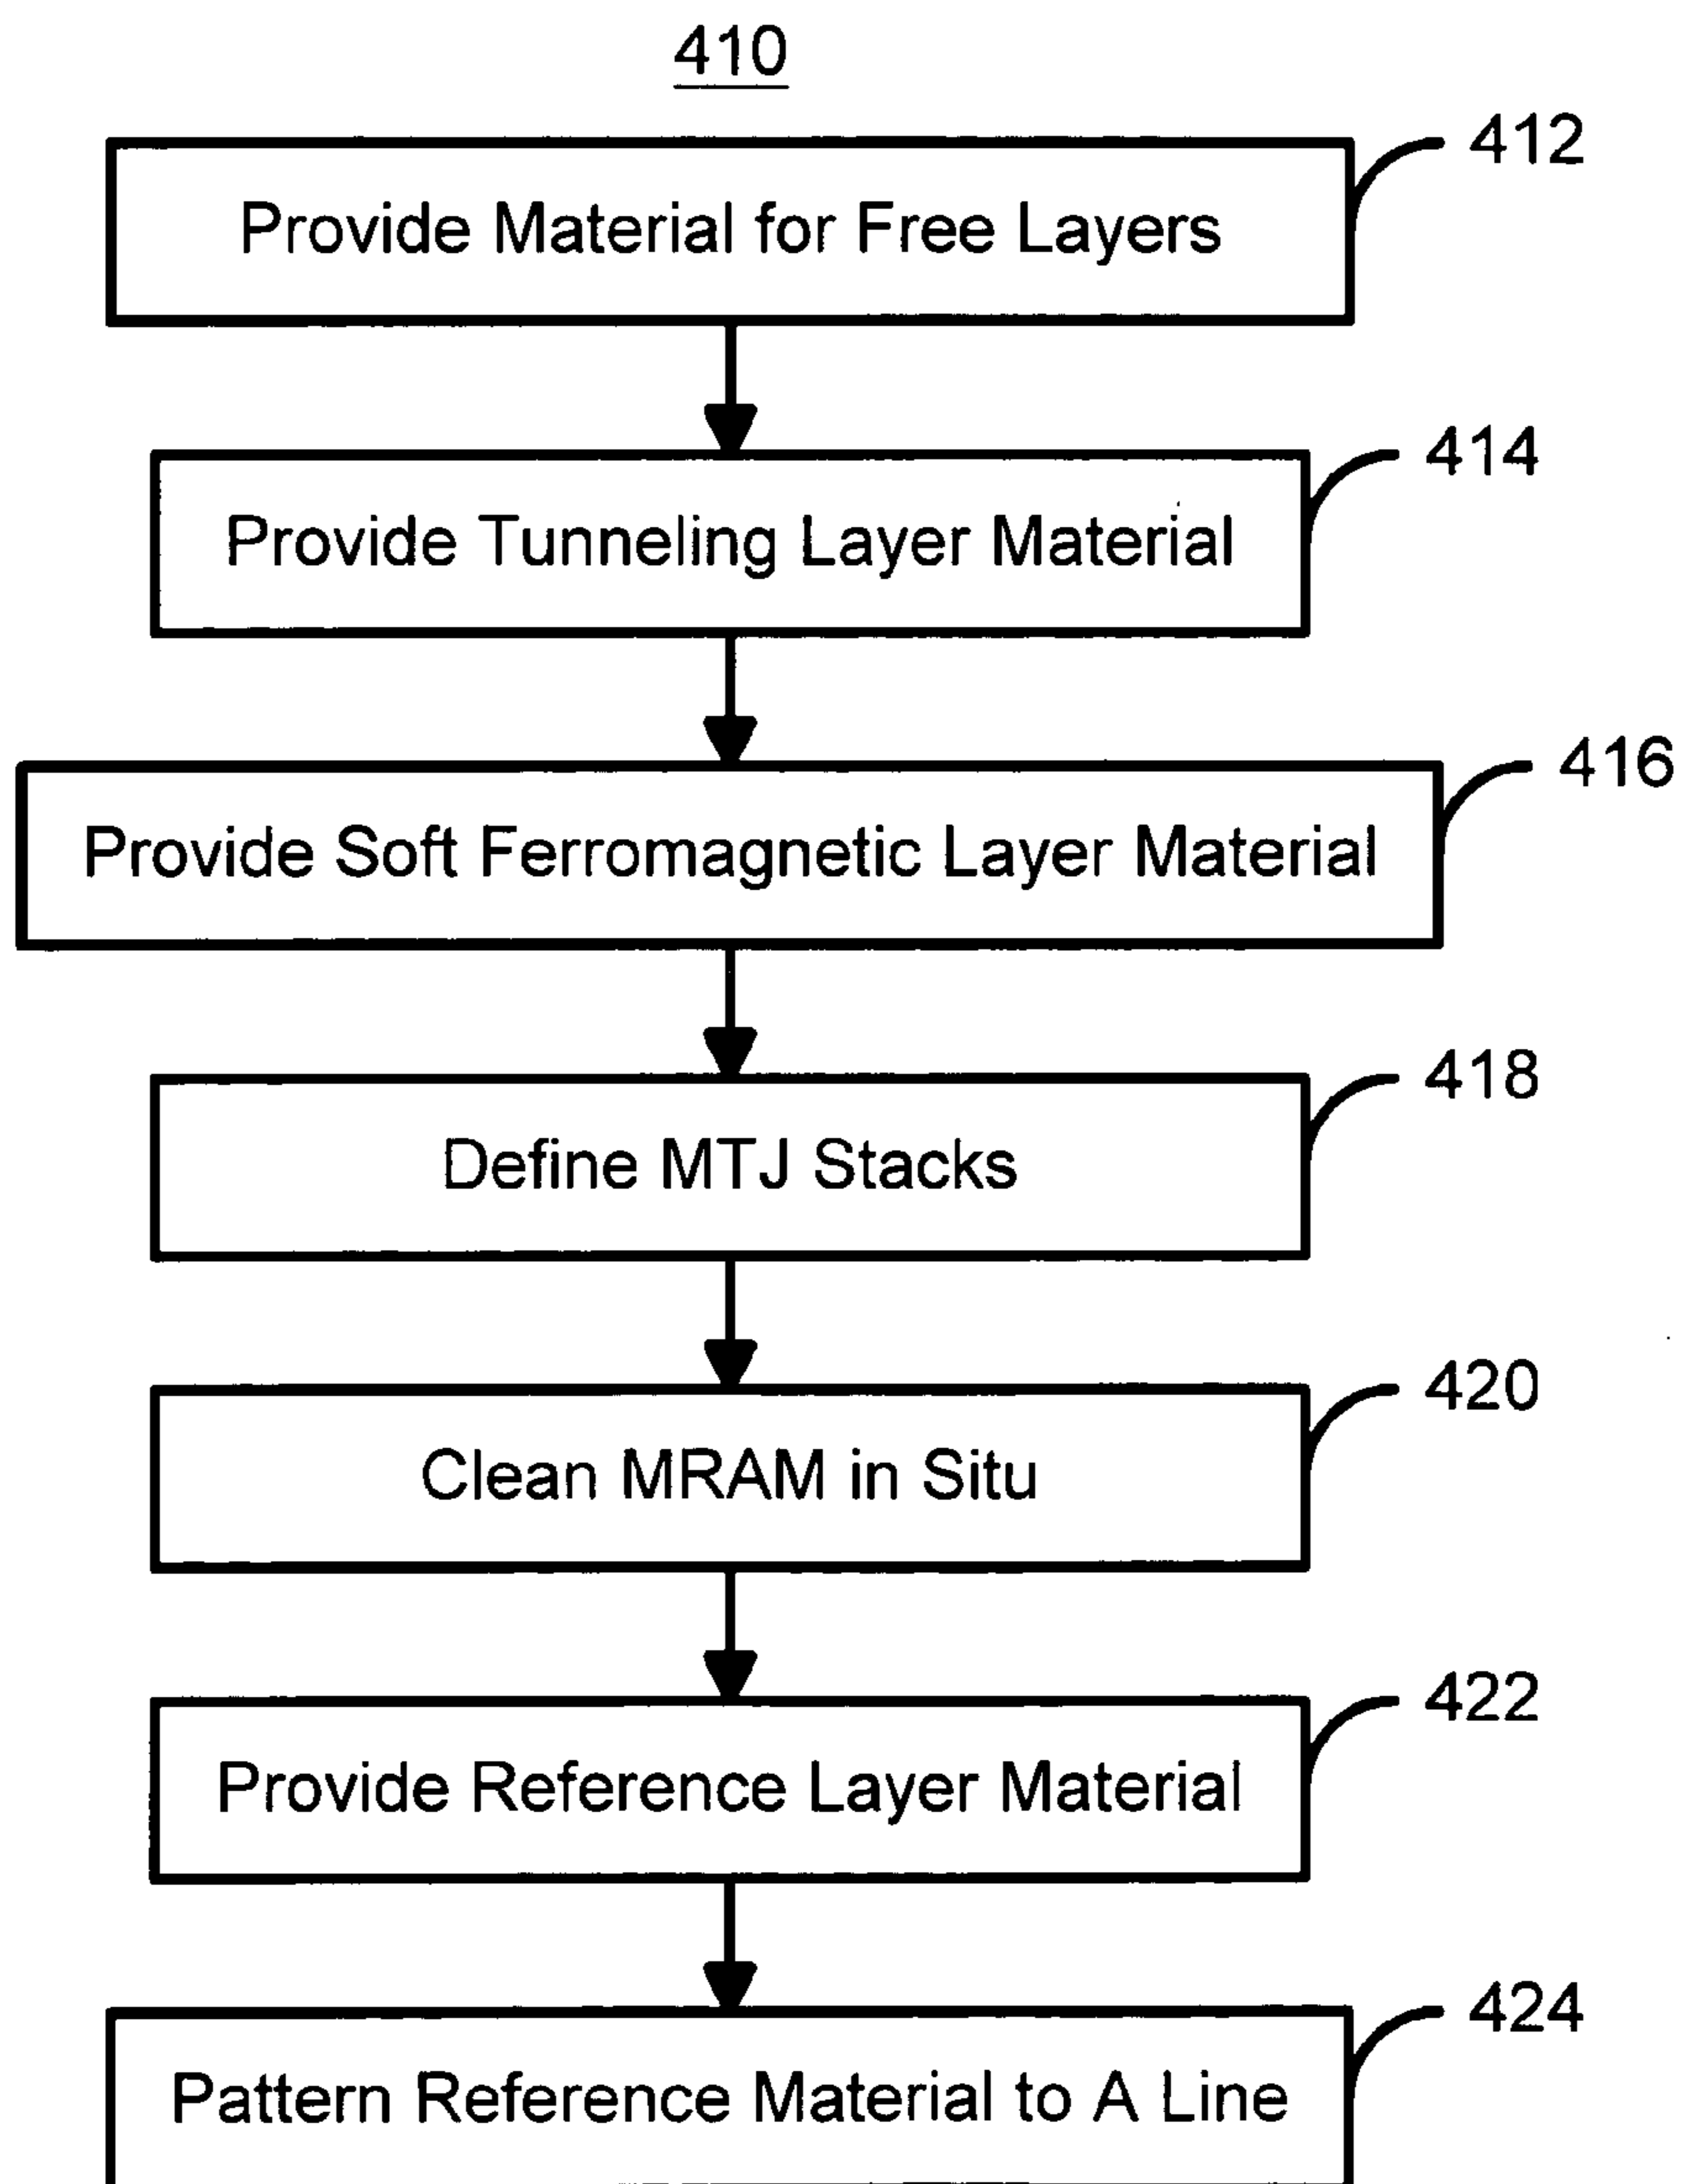 410
412
Provide Material for Free Layers
414
Provide Tunneling Layer Material
416
Provide Soft Ferromagnetic Layer Material
418
Define MTJ Stacks
420
Clean MRAM in Situ
422
Provide Reference Layer Material
424
Pattern Reference Material to A Line